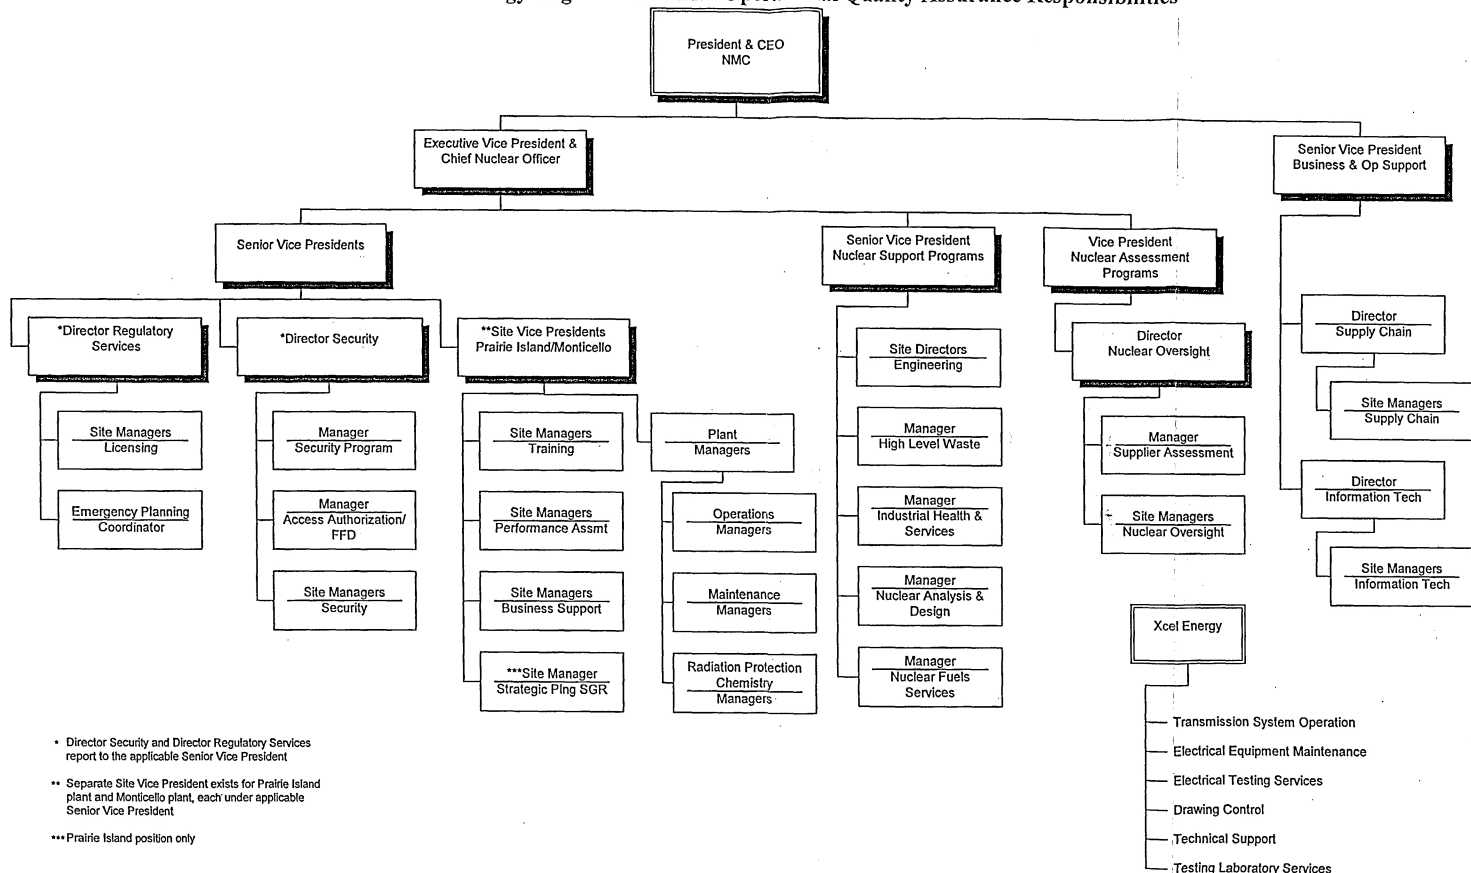 Quality Assurance Responsibilities
President & CEO
NMC
Executive Vice President &
Chief Nuclear Officer
Senior Vice President
Business & Op Support
Senior Vice Presidents
Senior Vice President
Nuclear Support Programs
Vice President
Nuclear Assessment
Programs
*Director Regulatory
Services
*Director Security
**Site Vice Presidents
Prairie Island/Monticello
Site Directors
Engineering
Director
Nuclear Oversight
Director
Supply Chain
Site Managers
Licensing
Manager
Security Program
Site Managers
Training
Plant
Managers
Manager
High Level Waste
Manager
Supplier Assessment
Site Managers
Supply Chain
Emergency Planning
Coordinator
Manager
Access Authorization/
FFD
Site Managers
Performance Assmt
Operations
Managers
Manager
Industrial Health &
Services
Site Managers
Nuclear Oversight
Director
Information Tech
Site Managers
Security
Site Managers
Business Support
Maintenance
Managers
Manager
Nuclear Analysis &
Design
Site Managers
Information Tech
***Site Manager
Strategic Plng SGR
Radiation Protection
Chemistry
Managers
Manager
Nuclear Fuels
Services
Xcel Energy
Transmission System Operation
Electrical Equipment Maintenance
Electrical Testing Services
Drawing Control
Technical Support
Testing Laboratory Services
* Director Security and Director Regulatory Services
report to the applicable Senior Vice President
** Separate Site Vice President exists for Prairie Island
plant and Monticello plant, each under applicable
Senior Vice President
*** Prairie Island position only